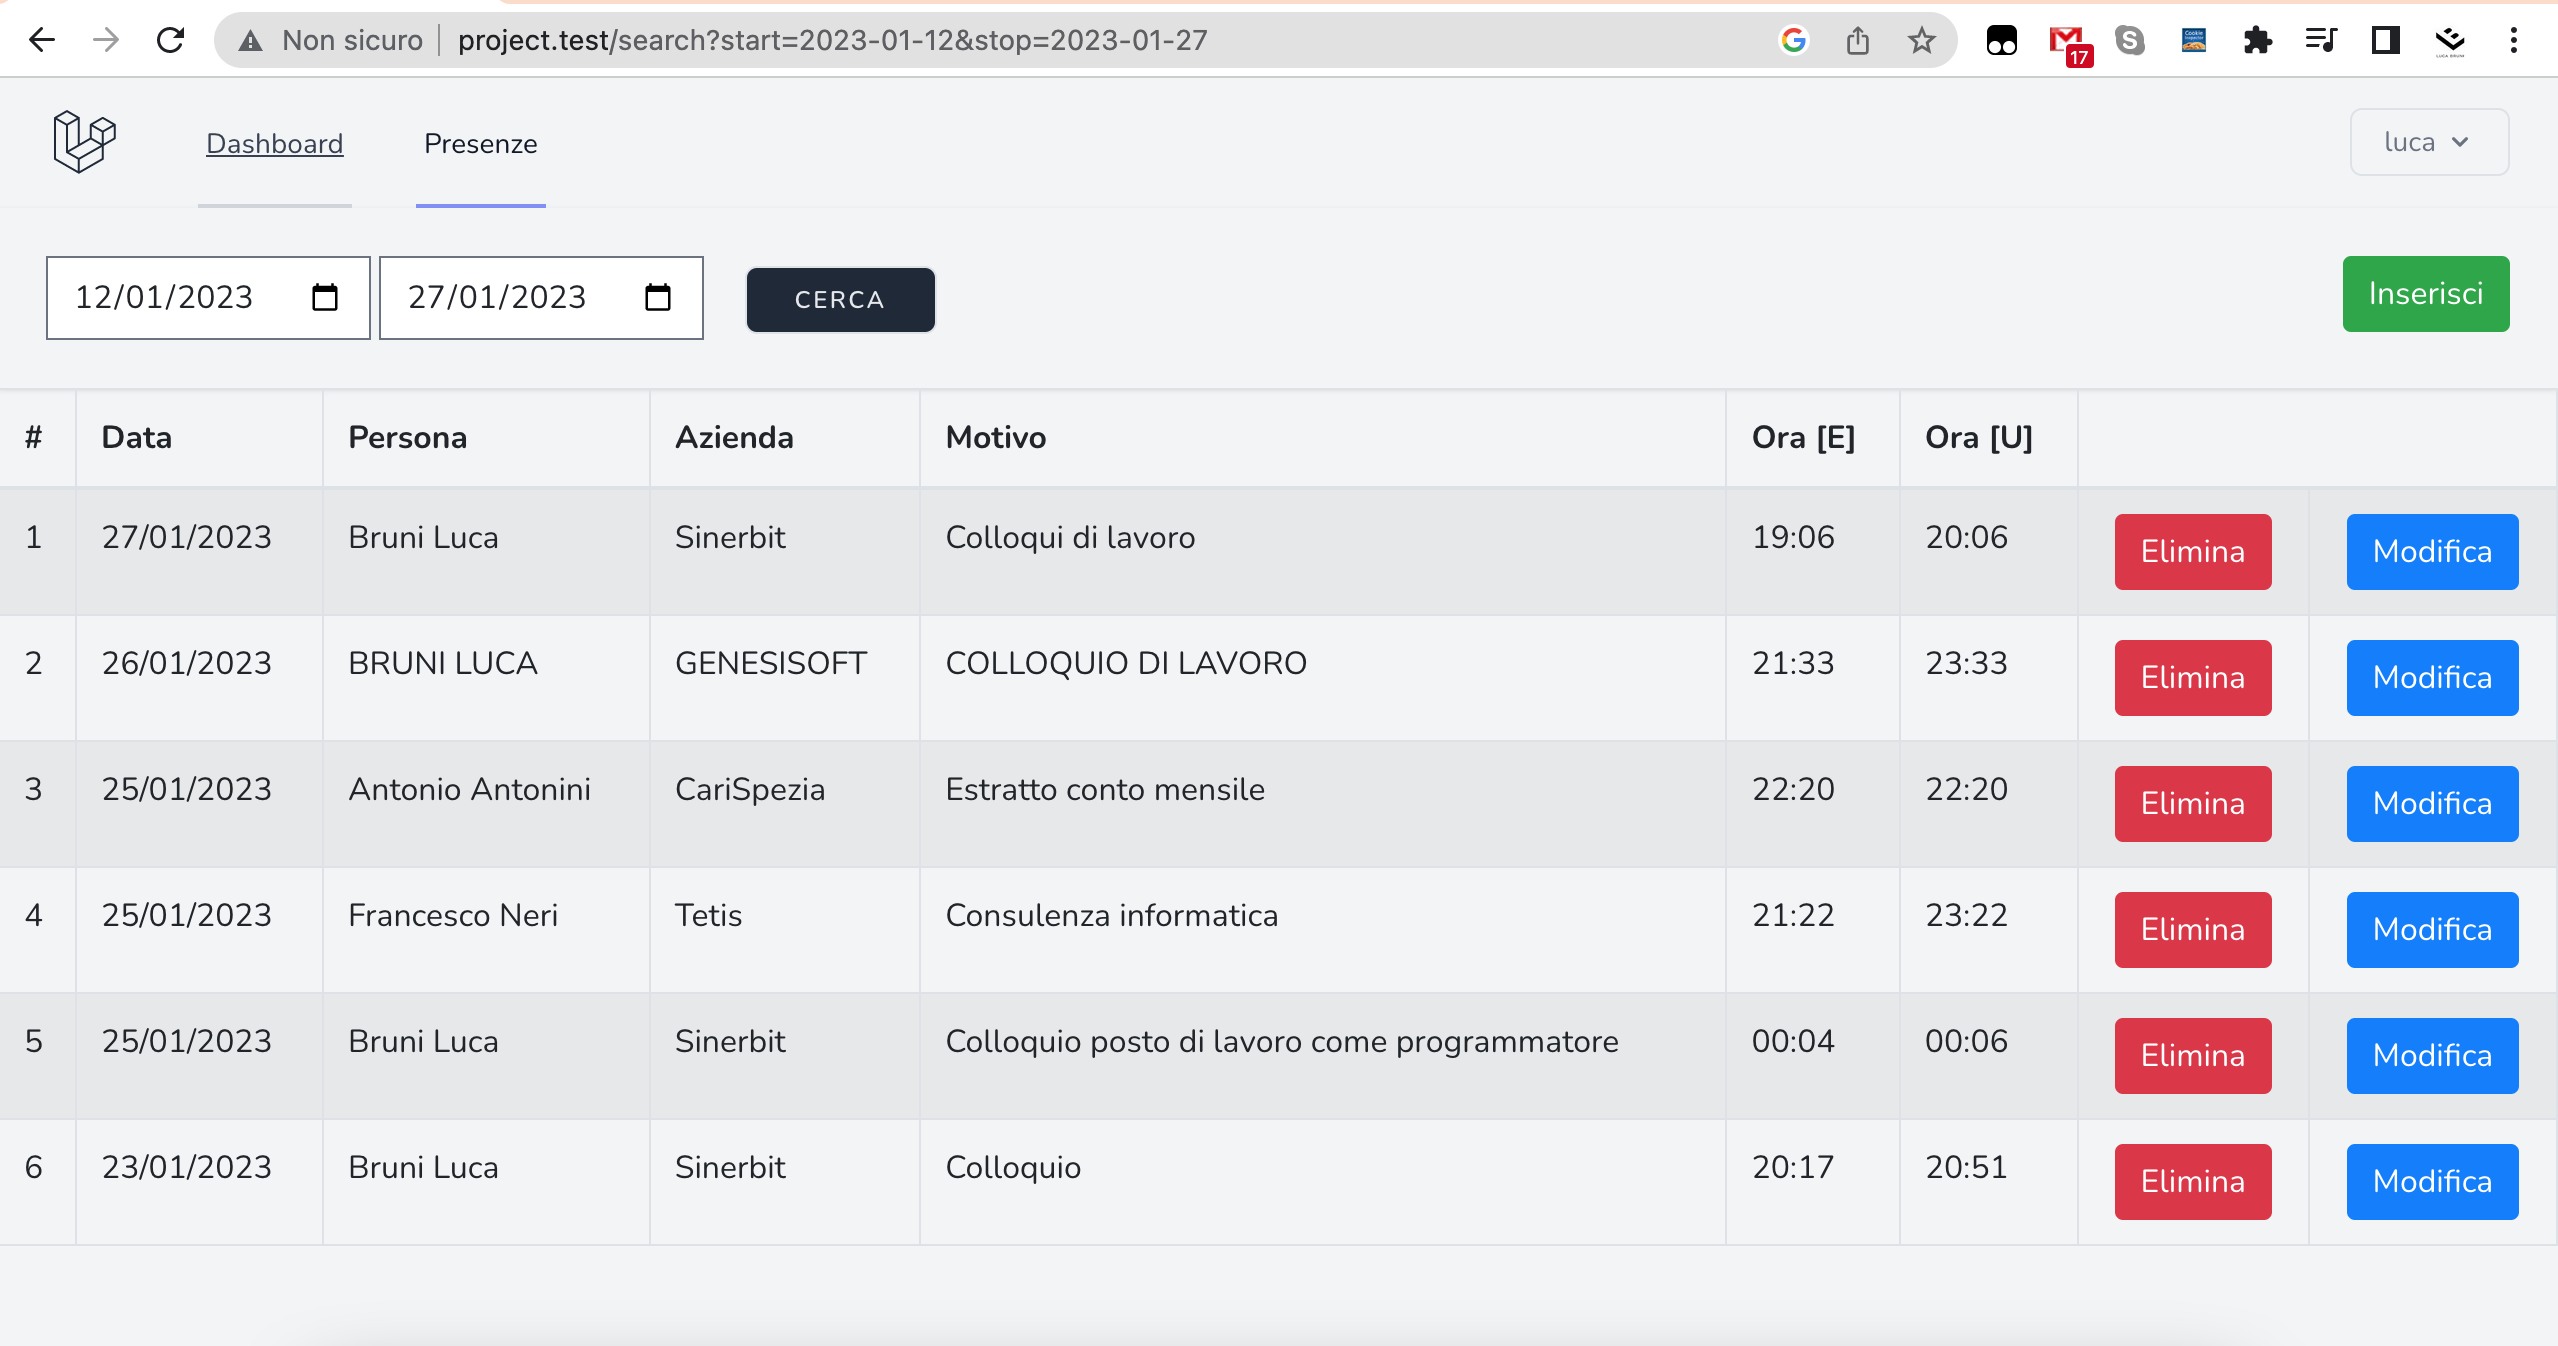 Non sicuro project.test/search?start=2023-01-12&stop=2023-01-27
17
Dashboard Presenze luca
12/01/2023 27/01/2023 CERCA Inserisci
# Data Persona Azienda Motivo Ora [E] Ora [U]
1 27/01/2023 Bruni Luca Sinerbit Colloqui di lavoro 19:06 20:06 Elimina Modifica
2 26/01/2023 BRUNI LUCA GENESISOFT COLLOQUIO DI LAVORO 21:33 23:33 Elimina Modifica
3 25/01/2023 Antonio Antonini CariSpezia Estratto conto mensile 22:20 22:20 Elimina Modifica
4 25/01/2023 Francesco Neri Tetis Consulenza informatica 21:22 23:22 Elimina Modifica
5 25/01/2023 Bruni Luca Sinerbit Colloquio posto di lavoro come programmatore 00:04 00:06 Elimina Modifica
6 23/01/2023 Bruni Luca Sinerbit Colloquio 20:17 20:51 Elimina Modifica